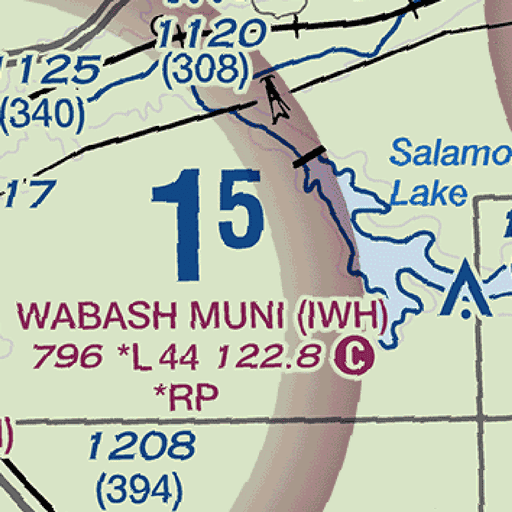 1120
(308)
125
(340)
17
Salamo
Lake
15
WABASH MUNI (IWH)
796 *L 44 122.8 C
*RP
1208
(394)